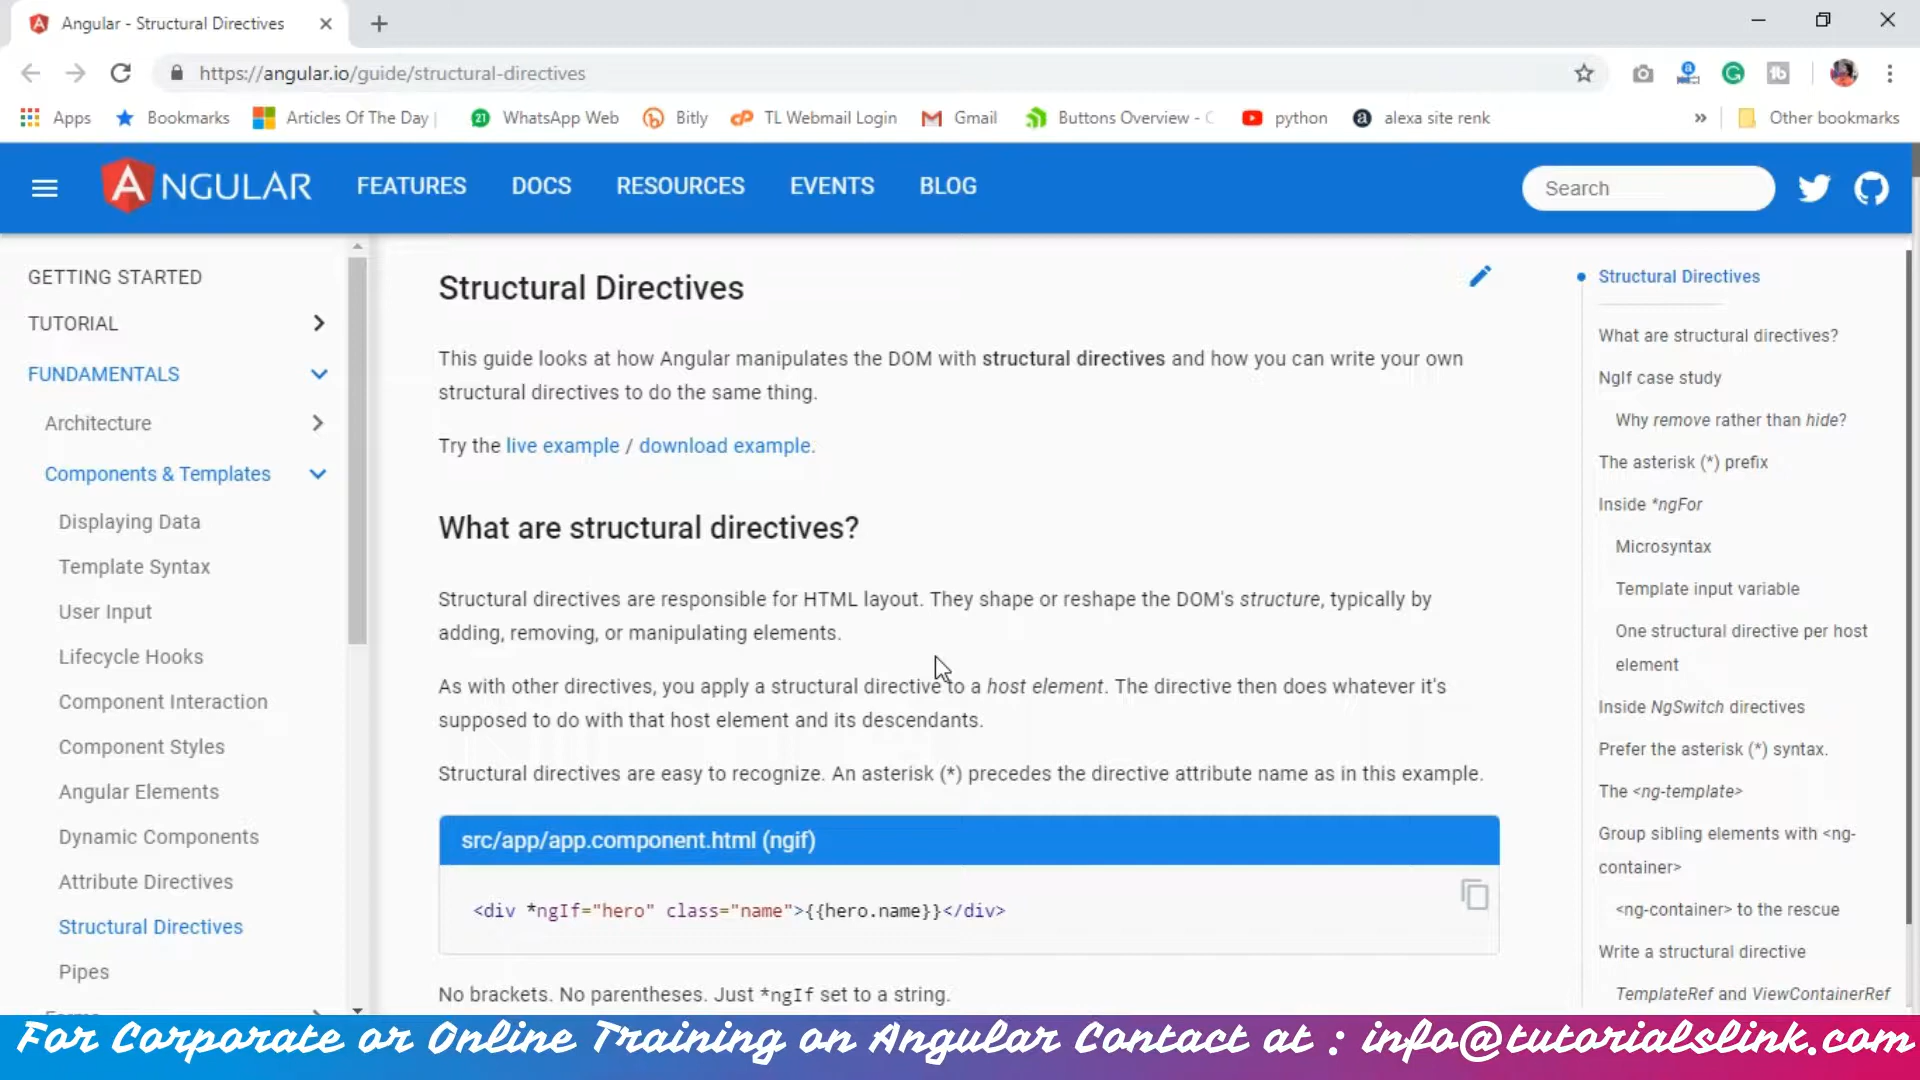 Angular - Structural Directives
https://angular.io/guide/structural-directives
Apps
Bookmarks
Articles Of The Day
21
WhatsApp Web
Bitly
TL Webmail Login
Gmail
Buttons Overview -
python
alexa site renk
Other bookmarks
ANGULAR
FEATURES
DOCS
RESOURCES
EVENTS
BLOG
Search
GETTING STARTED
TUTORIAL
FUNDAMENTALS
Architecture
Components & Templates
Displaying Data
Template Syntax
User Input
Lifecycle Hooks
Component Interaction
Component Styles
Angular Elements
Dynamic Components
Attribute Directives
Structural Directives
Pipes
Structural Directives
This guide looks at how Angular manipulates the DOM with structural directives and how you can write your own
structural directives to do the same thing.
Try the live example / download example.
What are structural directives?
Structural directives are responsible for HTML layout. They shape or reshape the DOM's structure, typically by
adding, removing, or manipulating elements.
As with other directives, you apply a structural directive to a host element. The directive then does whatever it's
supposed to do with that host element and its descendants.
Structural directives are easy to recognize. An asterisk (*) precedes the directive attribute name as in this example.
src/app/app.component.html (ngif)
<div *ngIf="hero" class="name">{{hero.name}}</div>
No brackets. No parentheses. Just *ngIf set to a string.
Structural Directives
What are structural directives?
NgIf case study
Why remove rather than hide?
The asterisk (*) prefix
Inside *ngFor
Microsyntax
Template input variable
One structural directive per host
element
Inside NgSwitch directives
Prefer the asterisk (*) syntax.
The <ng-template>
Group sibling elements with <ng-
container>
<ng-container> to the rescue
Write a structural directive
TemplateRef and ViewContainerRef
For Corporate or Online Training on Angular Contact at : info@tutorialslink.com